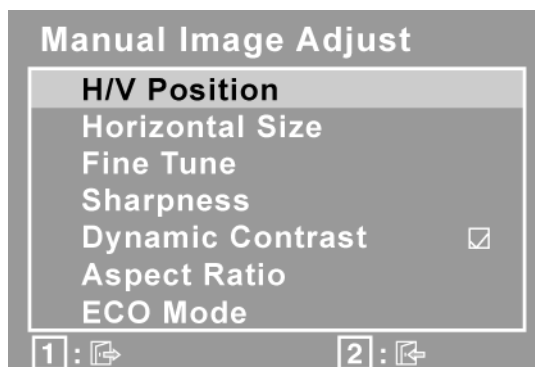 Manual Image Adjust
H/V Position
Horizontal Size
Fine Tune
Sharpness
Dynamic Contrast
Aspect Ratio
ECO Mode
1: 2: